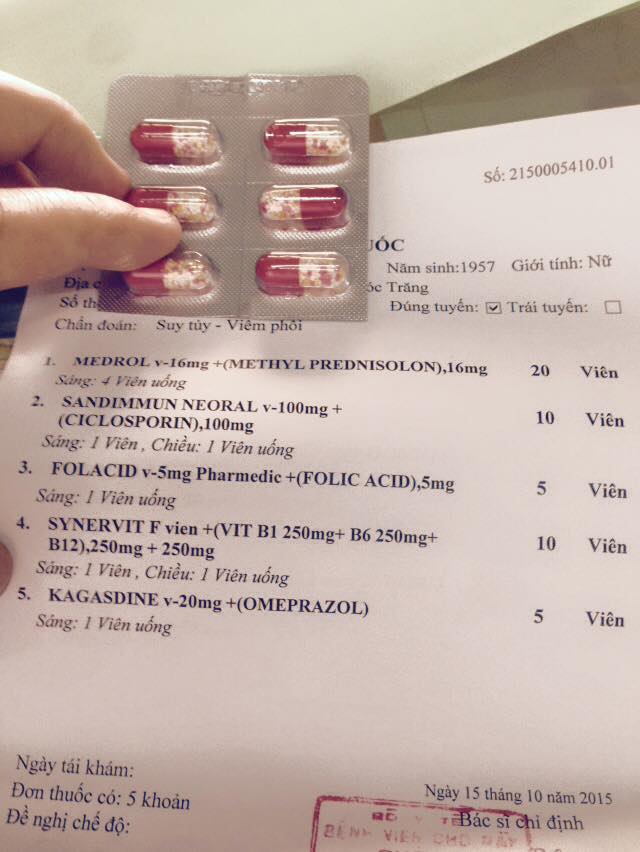 Số: 2150005410.01
UỐC
Năm sinh:1957 Giới tính: Nữ
Địa c
óc Trăng
Số th
Đúng tuyến: Trái tuyến:
Chẩn đoán: Suy tủy - Viêm phổi
1. MEDROL v-16mg +(METHYL PREDNISOLON),16mg 20 Viên
Sáng: 4 Viên uống
2. SANDIMMUN NEORAL v-100mg +
(CICLOSPORIN),100mg 10 Viên
Sáng: 1 Viên , Chiều: 1 Viên uống
3. FOLACID v-5mg Pharmedic +(FOLIC ACID),5mg 5 Viên
Sáng: 1 Viên uống
4. SYNERVIT F vien +(VIT B1 250mg+ B6 250mg+
B12),250mg + 250mg 10 Viên
Sáng: 1 Viên , Chiều: 1 Viên uống
5. KAGASDINE v-20mg +(OMEPRAZOL) 5 Viên
Sáng: 1 Viên uống
Ngày tái khám:
Đơn thuốc có: 5 khoản
Đề nghị chế độ:
Ngày 15 tháng 10 năm 2015
Bác sĩ chỉ định
BỘ Y TẾ
BỆNH VIỆN CHỢ RẪY